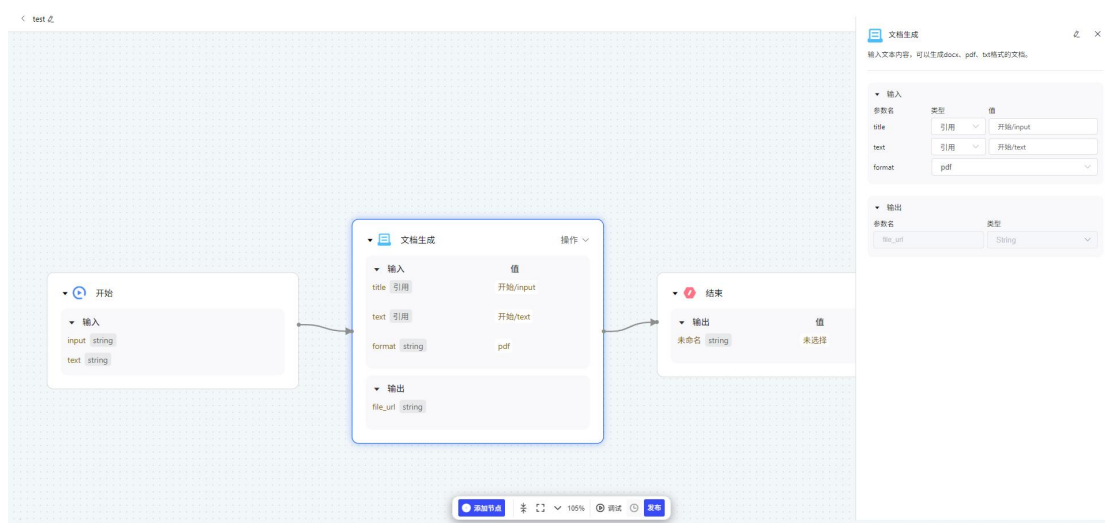 test
文档生成
输入文本内容，可以生成docx、pdf、txt格式的文档。
输入
参数名 类型 值
title 引用 开始/input
text 引用 开始/text
format pdf
输出
参数名 类型
file_url String
开始
输入
input string
text string
文档生成 操作
输入 值
title 引用 开始/input
text 引用 开始/text
format string pdf
输出
file_url string
结束
输出 值
未命名 string 未选择
添加节点 105% 调试 发布